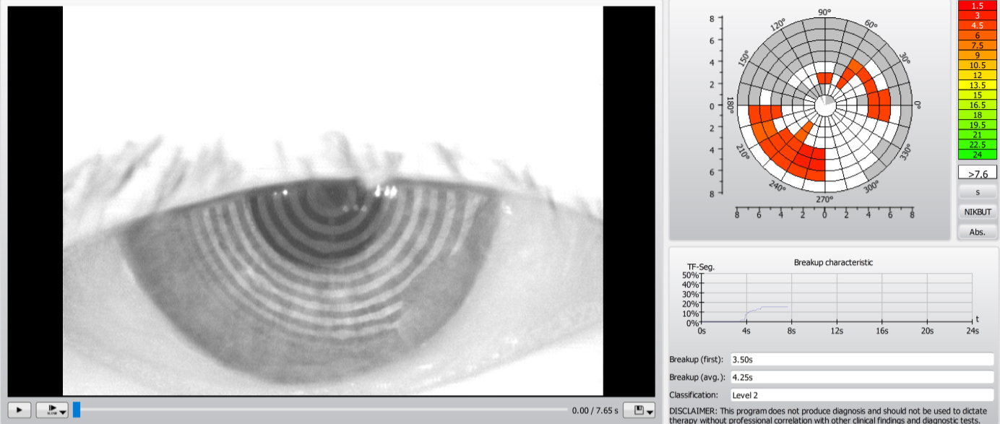 0.00 / 7.65 s
SLOW
8
6
4
2
0
2
4
6
8
90°
60°
30°
0°
330°
300°
270°
240°
210°
180°
150°
120°
8 6 4 2 0 2 4 6 8
1.5
3
4.5
6
7.5
9
10.5
12
13.5
15
16.5
18
19.5
21
22.5
24
>7.6
s
NIKBUT
Abs.
Breakup characteristic
TF-Seg.
50%
40%
30%
20%
10%
0%
0s 4s 8s 12s 16s 20s 24s
t
Breakup (first): 3.50s
Breakup (avg.): 4.25s
Classification: Level 2
DISCLAIMER: This program does not produce diagnosis and should not be used to dictate
therapy without professional correlation with other clinical findings and diagnostic tests.